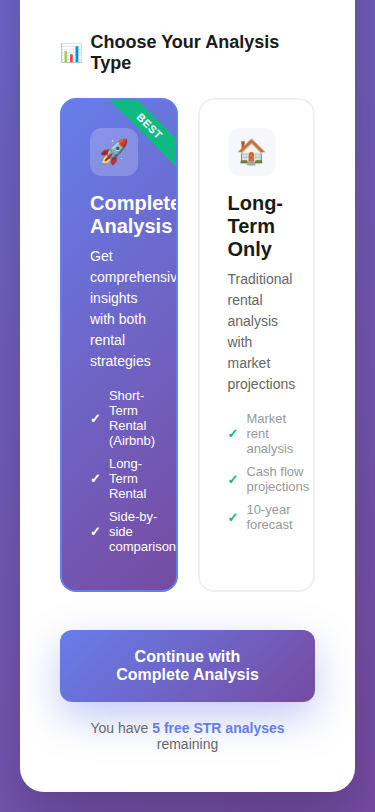 Choose Your Analysis
Type
BEST
Complete
Analysis
Get
comprehensiv
insights
with both
rental
strategies
✓ Short-
Term
Rental
(Airbnb)
✓ Long-
Term
Rental
✓ Side-by-
side
comparison
Long-
Term
Only
Traditional
rental
analysis
with
market
projections
✓ Market
rent
analysis
✓ Cash flow
projections
✓ 10-year
forecast
Continue with
Complete Analysis
You have 5 free STR analyses
remaining